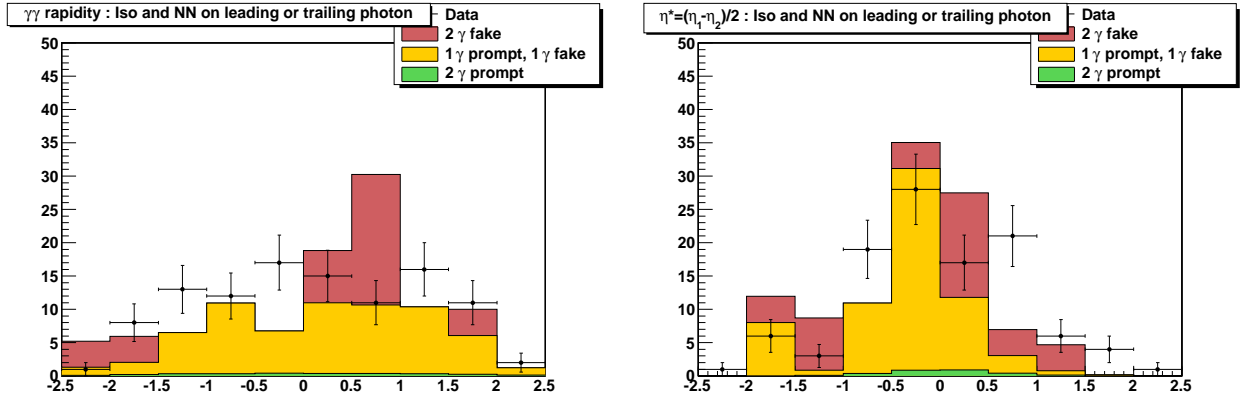 γγ rapidity : Iso and NN on leading or trailing photon
Data
2 γ fake
1 γ prompt, 1 γ fake
2 γ prompt
50
45
40
35
30
25
20
15
10
5
0
-2.5 -2 -1.5 -1 -0.5 0 0.5 1 1.5 2 2.5
η*=(η₁-η₂)/2 : Iso and NN on leading or trailing photon
Data
2 γ fake
1 γ prompt, 1 γ fake
2 γ prompt
50
45
40
35
30
25
20
15
10
5
0
-2.5 -2 -1.5 -1 -0.5 0 0.5 1 1.5 2 2.5